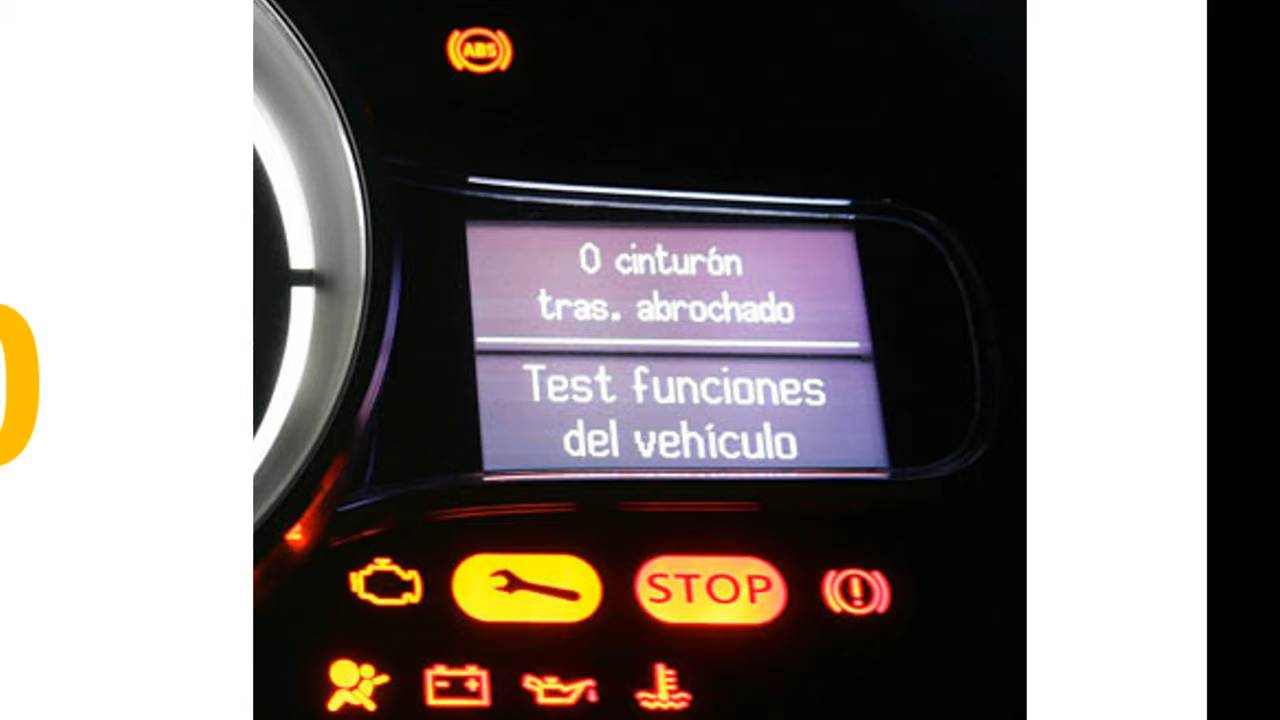 ABS
0 cinturón
tras. abrochado
Test funciones
del vehículo
STOP